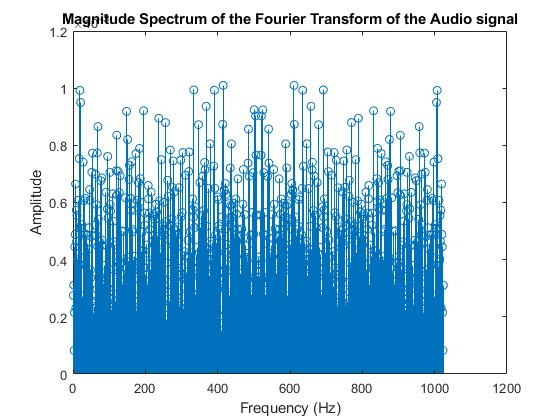 Magnitude Spectrum of the Fourier Transform of the Audio signal
1.2
1
0.8
0.6
0.4
0.2
0
Amplitude
0 200 400 600 800 1000 1200
Frequency (Hz)